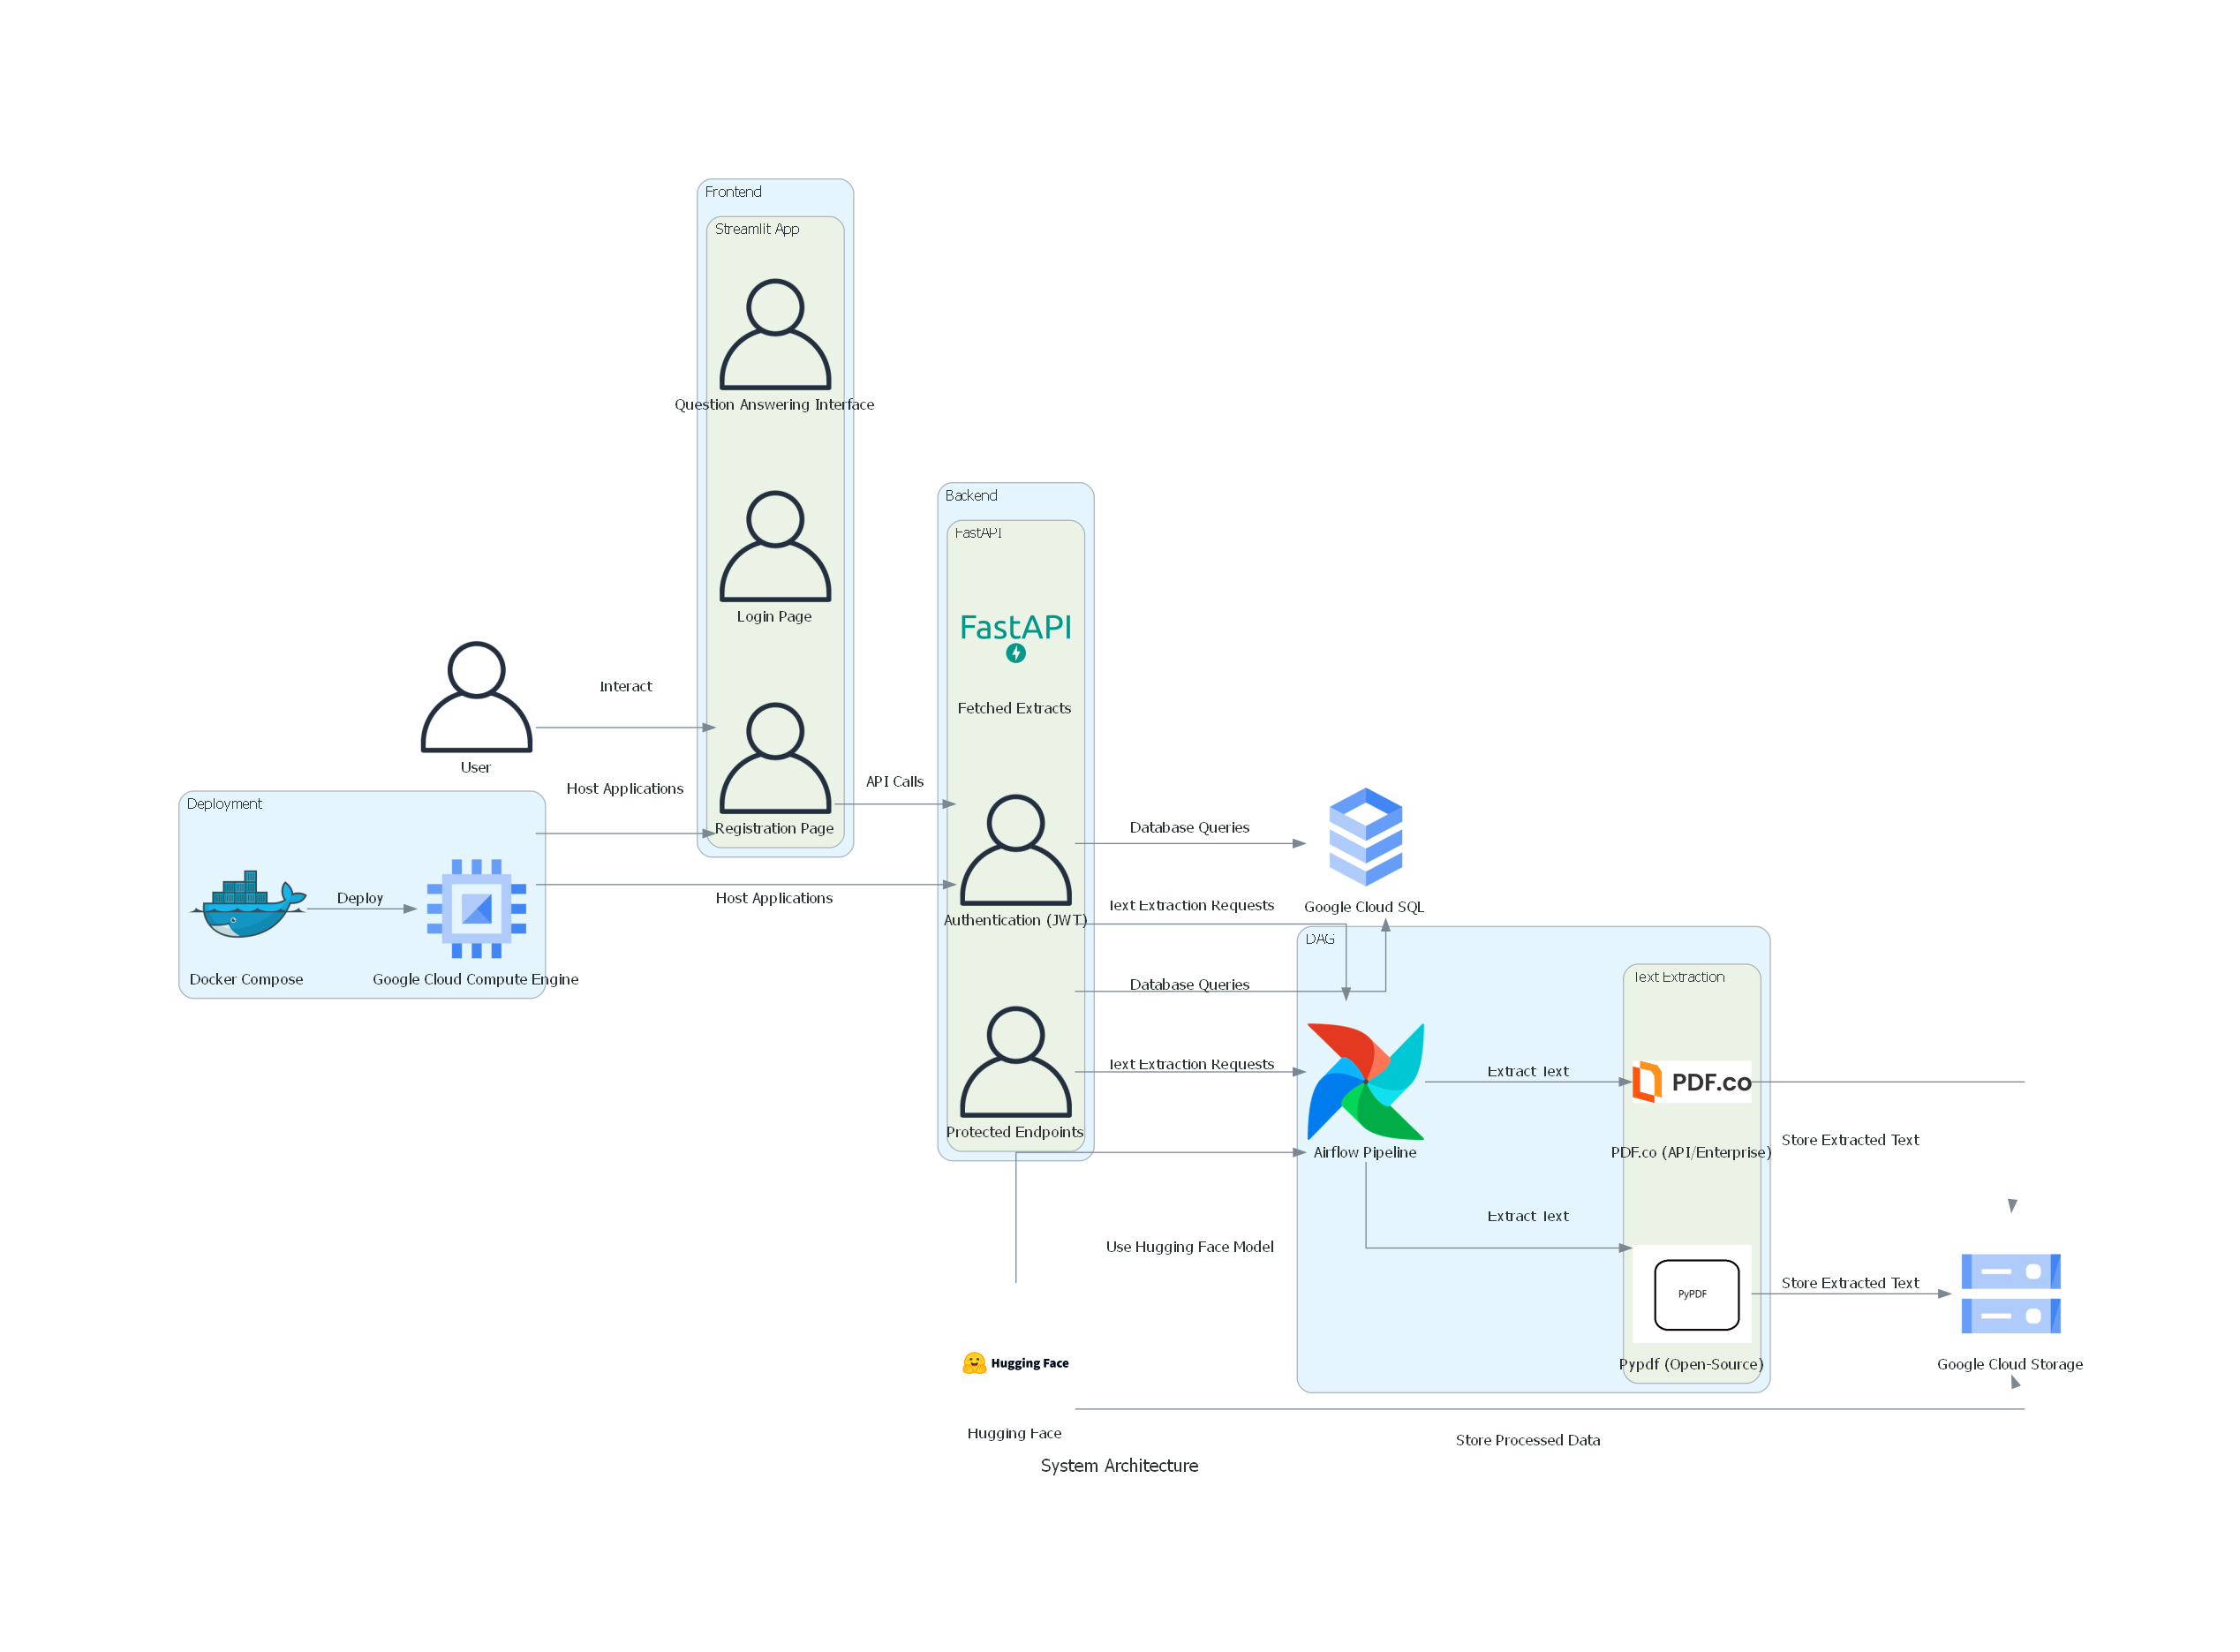 Frontend
Streamlit App
Question Answering Interface
Login Page
Registration Page
Interact
User
Host Applications
API Calls
Deployment
Deploy
Docker Compose
Google Cloud Compute Engine
Host Applications
Backend
FastAPI
FastAPI
Fetched Extracts
Authentication (JWT)
Protected Endpoints
Database Queries
Text Extraction Requests
Google Cloud SQL
Database Queries
Text Extraction Requests
DAG
Airflow Pipeline
Extract Text
Extract Text
Text Extraction
PDF.co
PDF.co (API/Enterprise)
PyPDF
Pypdf (Open-Source)
Store Extracted Text
Store Extracted Text
Google Cloud Storage
Use Hugging Face Model
Hugging Face
Hugging Face
Store Processed Data
System Architecture